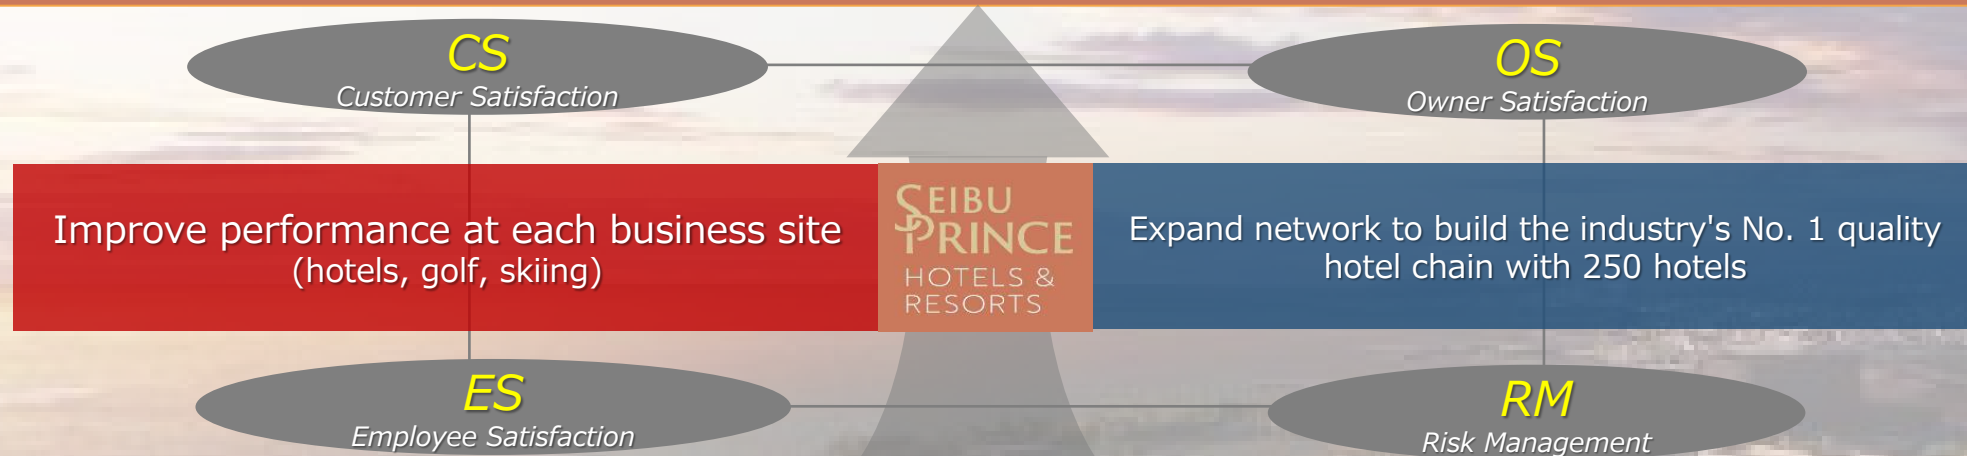 CS
Customer Satisfaction
OS
Owner Satisfaction
Improve performance at each business site
(hotels, golf, skiing)
SEIBU
PRINCE
HOTELS &
RESORTS
Expand network to build the industry's No. 1 quality
hotel chain with 250 hotels
ES
Employee Satisfaction
RM
Risk Management